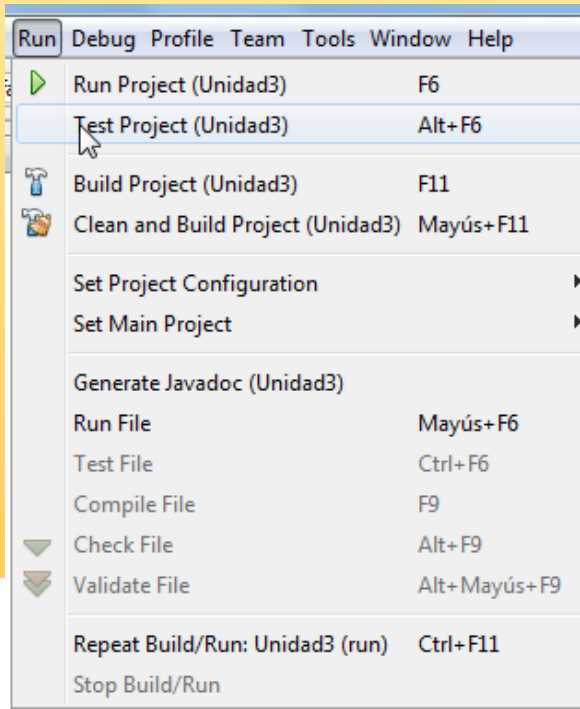 Run Debug Profile Team Tools Window Help
Run Project (Unidad3) F6
Test Project (Unidad3) Alt+F6
Build Project (Unidad3) F11
Clean and Build Project (Unidad3) Mayús+F11
Set Project Configuration
Set Main Project
Generate Javadoc (Unidad3)
Run File Mayús+F6
Test File Ctrl+F6
Compile File F9
Check File Alt+F9
Validate File Alt+Mayús+F9
Repeat Build/Run: Unidad3 (run) Ctrl+F11
Stop Build/Run